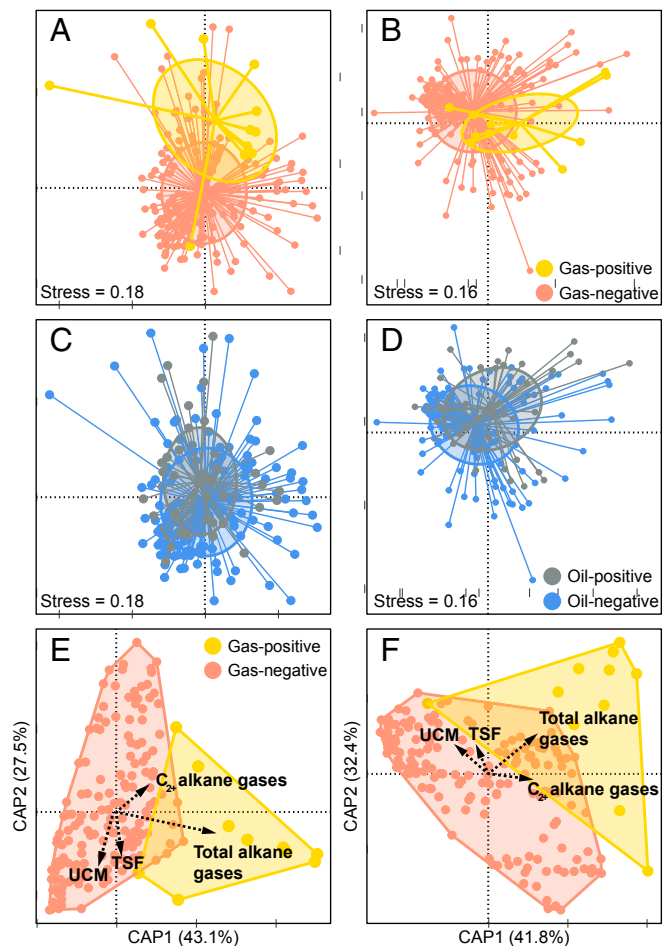 A
Stress = 0.18
B
Gas-positive
Gas-negative
Stress = 0.16
C
Stress = 0.18
D
Oil-positive
Oil-negative
Stress = 0.16
E
Gas-positive
Gas-negative
C2+ alkane gases
Total alkane
gases
UCM TSF
CAP2 (27.5%)
CAP1 (43.1%)
F
UCM TSF
Total alkane
gases
C2+ alkane gases
CAP2 (32.4%)
CAP1 (41.8%)